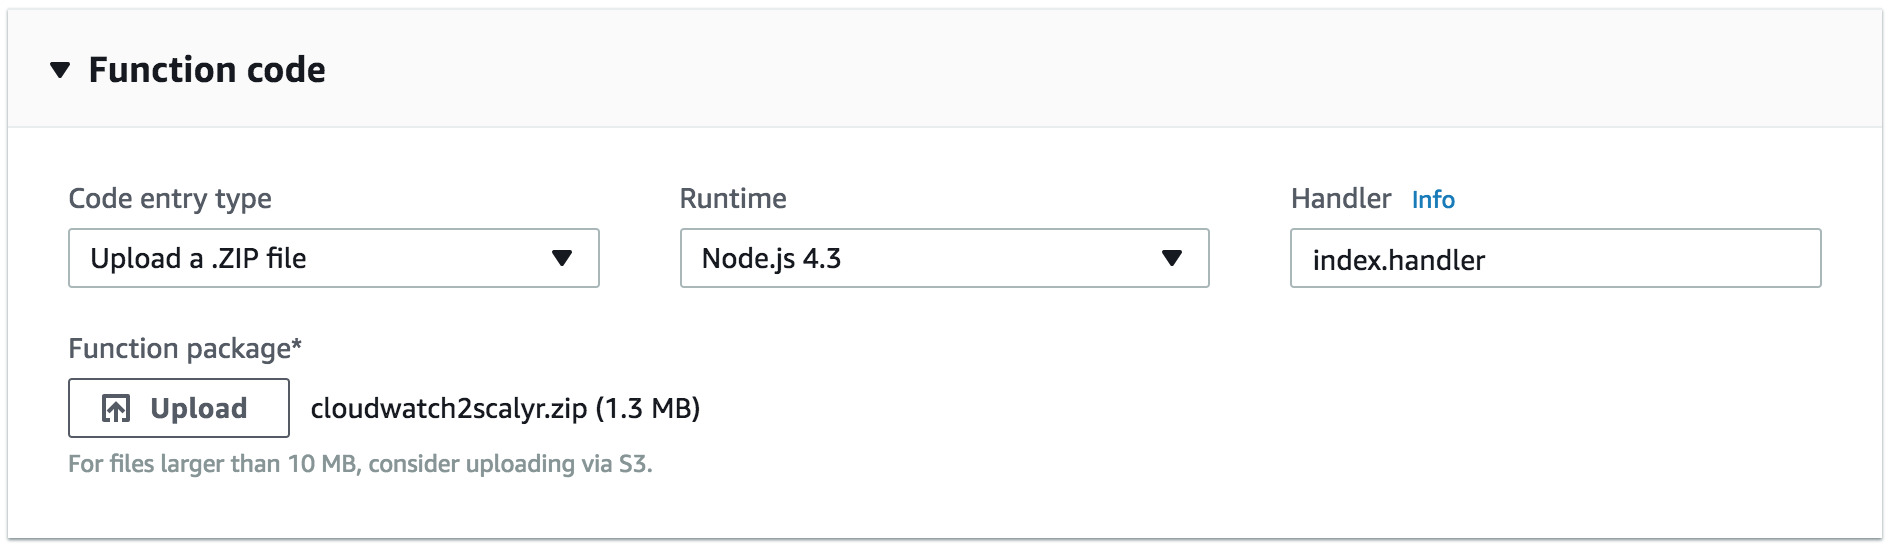 Function code
Code entry type
Runtime
Handler Info
Upload a .ZIP file
Node.js 4.3
index.handler
Function package*
Upload cloudwatch2scalyr.zip (1.3 MB)
For files larger than 10 MB, consider uploading via S3.